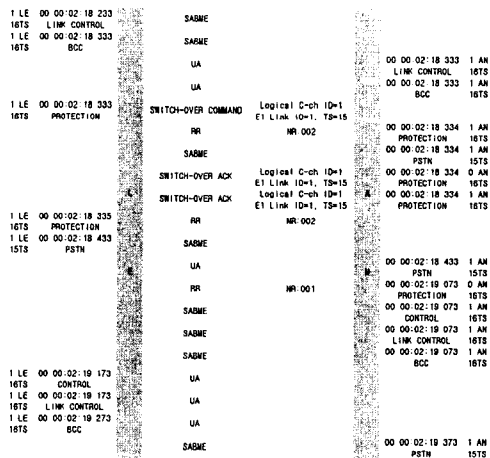 1 LE 00 00:02:18 233
16TS LINK CONTROL
SABME
1 LE 00 00:02:18 333
16TS BCC
SABME
UA
00 00:02:18 333 1 AN
LINK CONTROL 16TS
UA
00 00:02:18 333 1 AN
BCC 16TS
1 LE 00 00:02:18 333
16TS PROTECTION
SWITCH-OVER COMMAND
Logical C-ch ID=1
E1 Link ID=1, TS=15
RR NR:002
00 00:02:18 334 1 AN
PROTECTION 16TS
SABME
00 00:02:18 334 1 AN
PSTN 15TS
SWITCH-OVER ACK
Logical C-ch ID=1
E1 Link ID=1, TS=15
00 00:02:18 334 0 AN
PROTECTION 16TS
SWITCH-OVER ACK
Logical C-ch ID=1
E1 Link ID=1, TS=15
00 00:02:18 334 1 AN
PROTECTION 16TS
L
A
1 LE 00 00:02:18 335
16TS PROTECTION
RR NR:002
1 LE 00 00:02:18 433
15TS PSTN
SABME
E
N
UA
00 00:02:18 433 1 AN
PSTN 15TS
RR NR:001
00 00:02:19 073 0 AN
PROTECTION 16TS
SABME
00 00:02:19 073 1 AN
CONTROL 16TS
SABME
00 00:02:19 073 1 AN
LINK CONTROL 16TS
SABME
00 00:02:19 073 1 AN
BCC 16TS
1 LE 00 00:02:19 173
16TS CONTROL
UA
1 LE 00 00:02:19 173
16TS LINK CONTROL
UA
1 LE 00 00:02:19 273
16TS BCC
UA
SABME
00 00:02:19 373 1 AN
PSTN 15TS